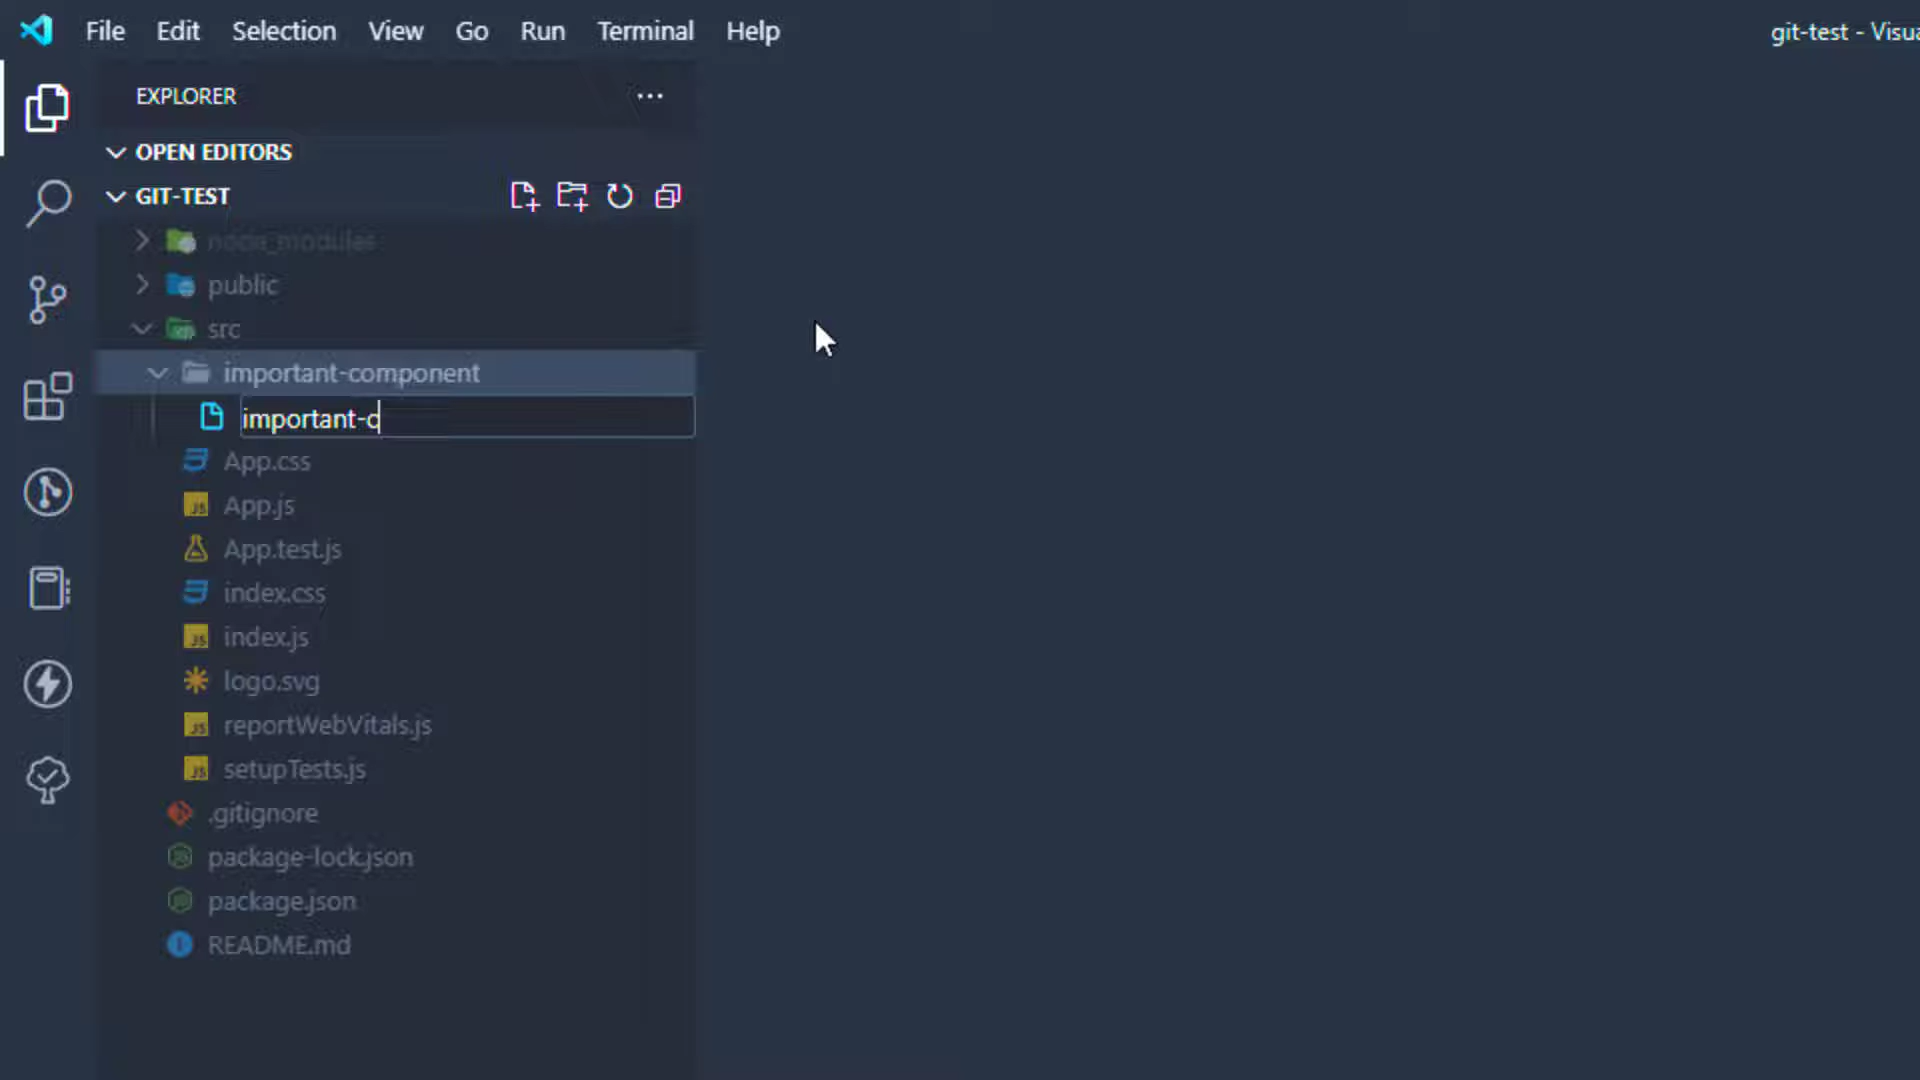 File Edit Selection View Go Run Terminal Help
git-test - Visua
EXPLORER
OPEN EDITORS
GIT-TEST
node_modules
public
src
important-component
important-c
App.css
App.js
App.test.js
index.css
index.js
logo.svg
reportWebVitals.js
setupTests.js
.gitignore
package-lock.json
package.json
README.md